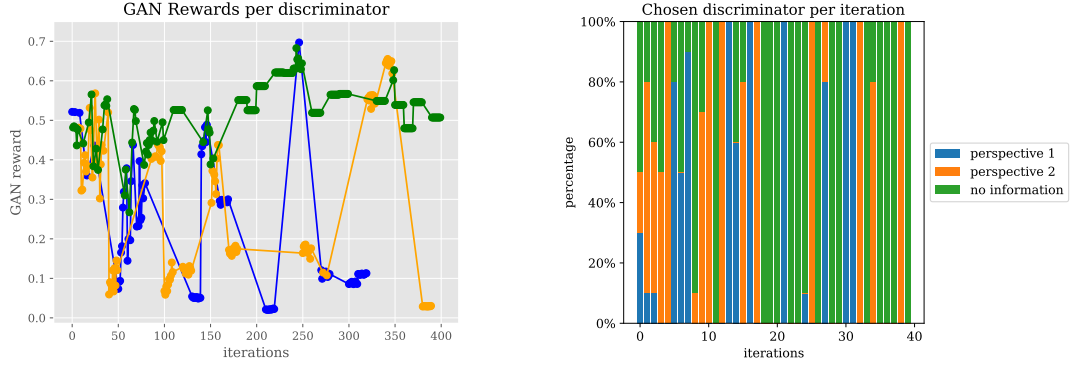 GAN Rewards per discriminator
0.7
0.6
0.5
0.4
0.3
0.2
0.1
0.0
GAN reward
0 50 100 150 200 250 300 350 400
iterations
Chosen discriminator per iteration
100%
80%
60%
40%
20%
0%
percentage
0 10 20 30 40
iterations
perspective 1
perspective 2
no information